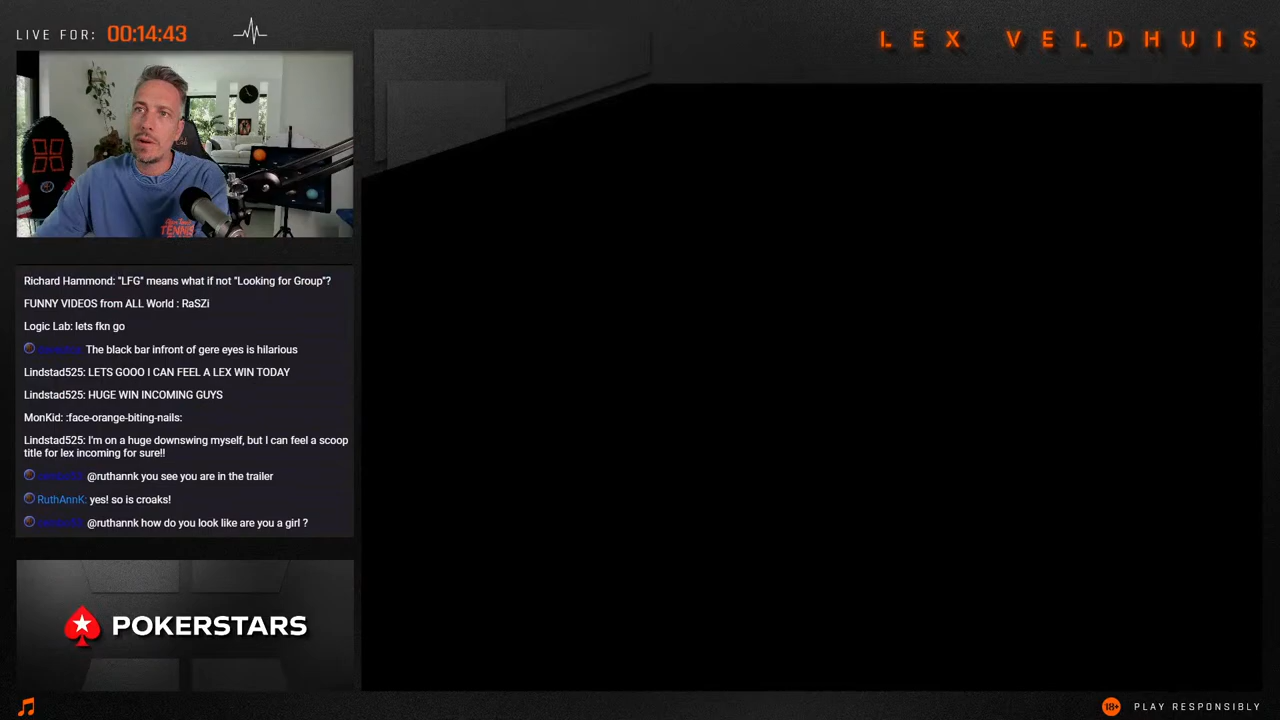 LIVE FOR: 00:14:43
LEX VELDHUIS
TENNIS
Richard Hammond: "LFG" means what if not "Looking for Group"?
FUNNY VIDEOS from ALL World : RaSZi
Logic Lab: lets fkn go
The black bar infront of gere eyes is hilarious
Lindstad525: LETS GOOO I CAN FEEL A LEX WIN TODAY
Lindstad525: HUGE WIN INCOMING GUYS
MonKid: :face-orange-biting-nails:
Lindstad525: I'm on a huge downswing myself, but I can feel a scoop
title for lex incoming for sure!!
@ruthannk you see you are in the trailer
RuthAnnK: yes! so is croaks!
@ruthannk how do you look like are you a girl ?
POKERSTARS
18+ PLAY RESPONSIBLY